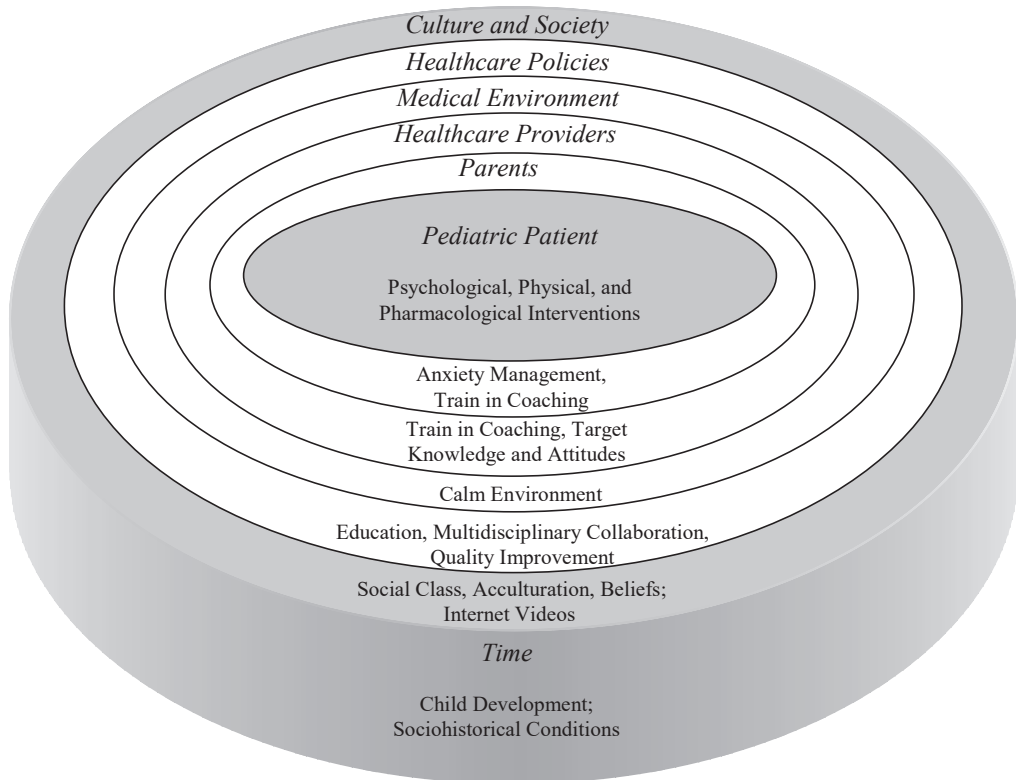 Culture and Society
Healthcare Policies
Medical Environment
Healthcare Providers
Parents
Pediatric Patient
Psychological, Physical, and
Pharmacological Interventions
Anxiety Management,
Train in Coaching
Train in Coaching, Target
Knowledge and Attitudes
Calm Environment
Education, Multidisciplinary Collaboration,
Quality Improvement
Social Class, Acculturation, Beliefs;
Internet Videos
Time
Child Development;
Sociohistorical Conditions